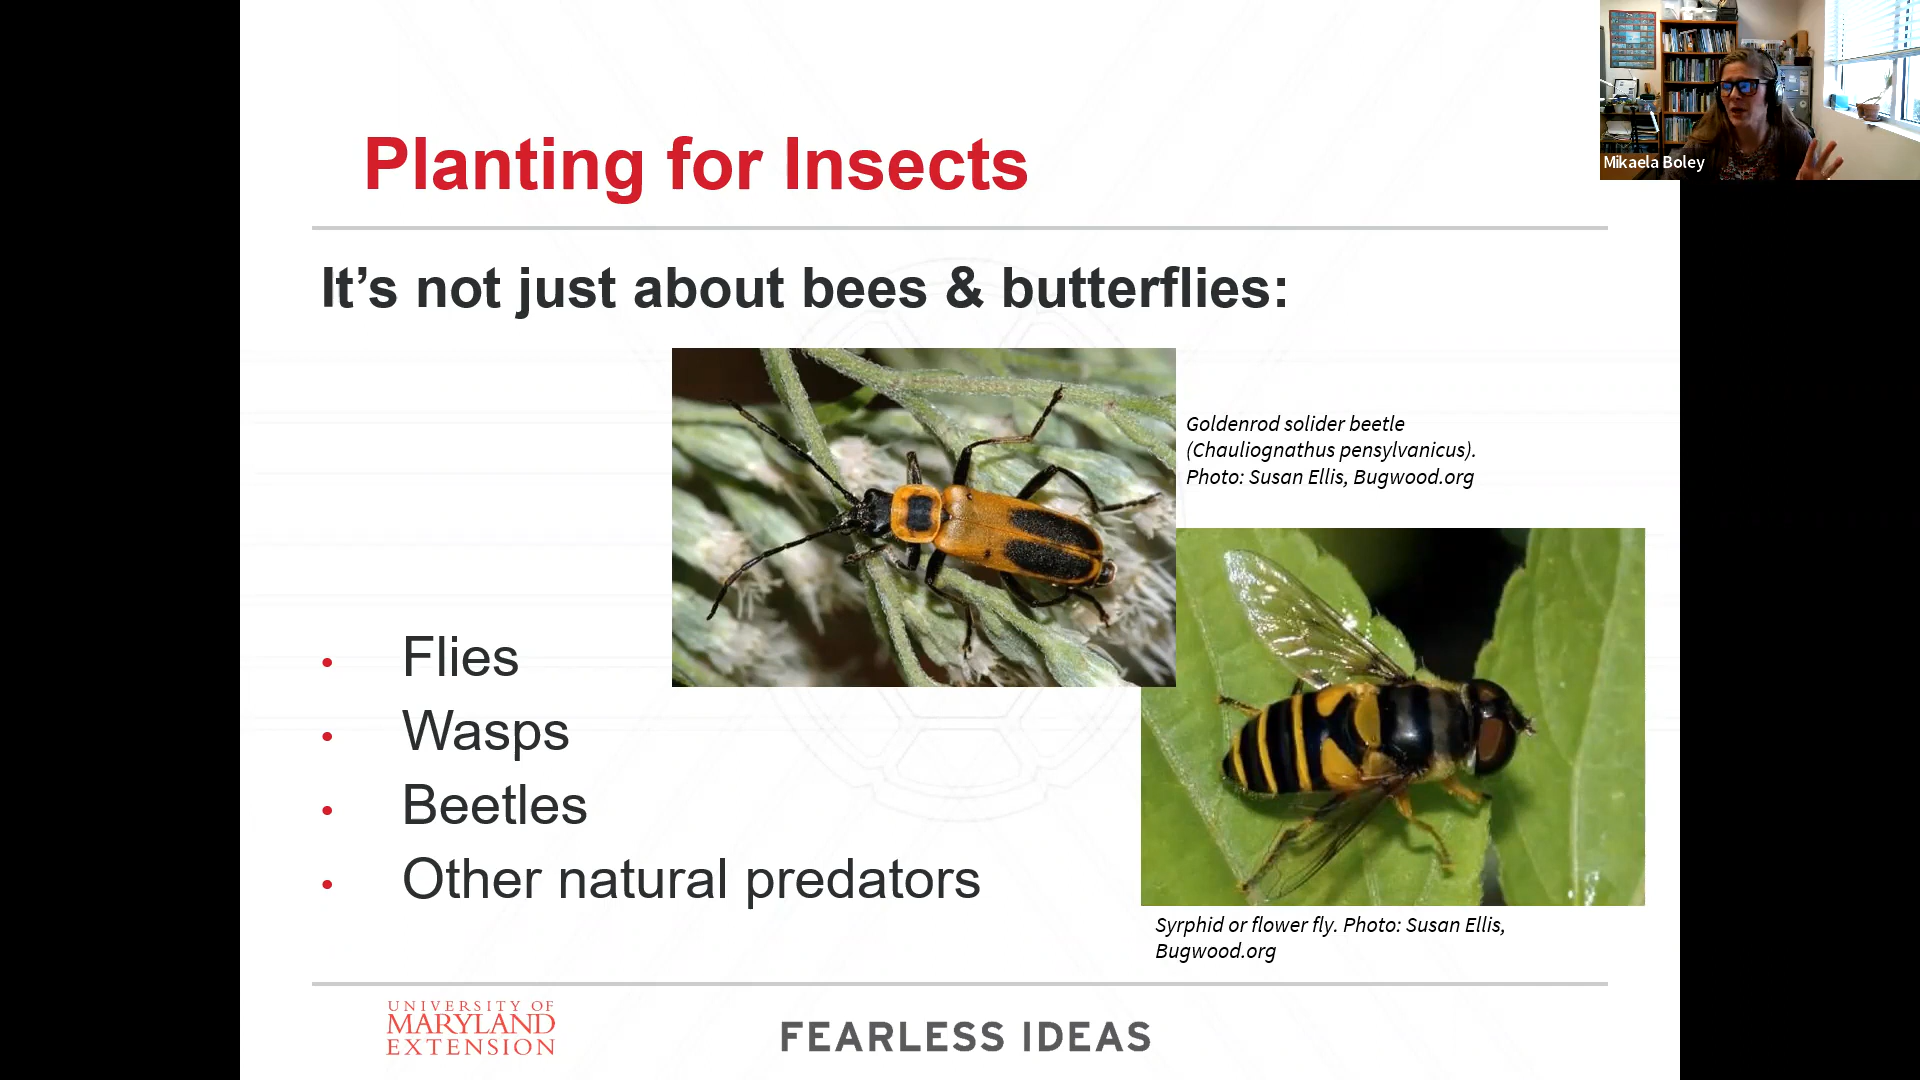 Planting for Insects
Mikaela Boley
It’s not just about bees & butterflies:
Goldenrod solider beetle
(Chauliognathus pensylvanicus).
Photo: Susan Ellis, Bugwood.org
• Flies
• Wasps
• Beetles
• Other natural predators
Syrphid or flower fly. Photo: Susan Ellis,
Bugwood.org
UNIVERSITY OF
MARYLAND
EXTENSION
FEARLESS IDEAS